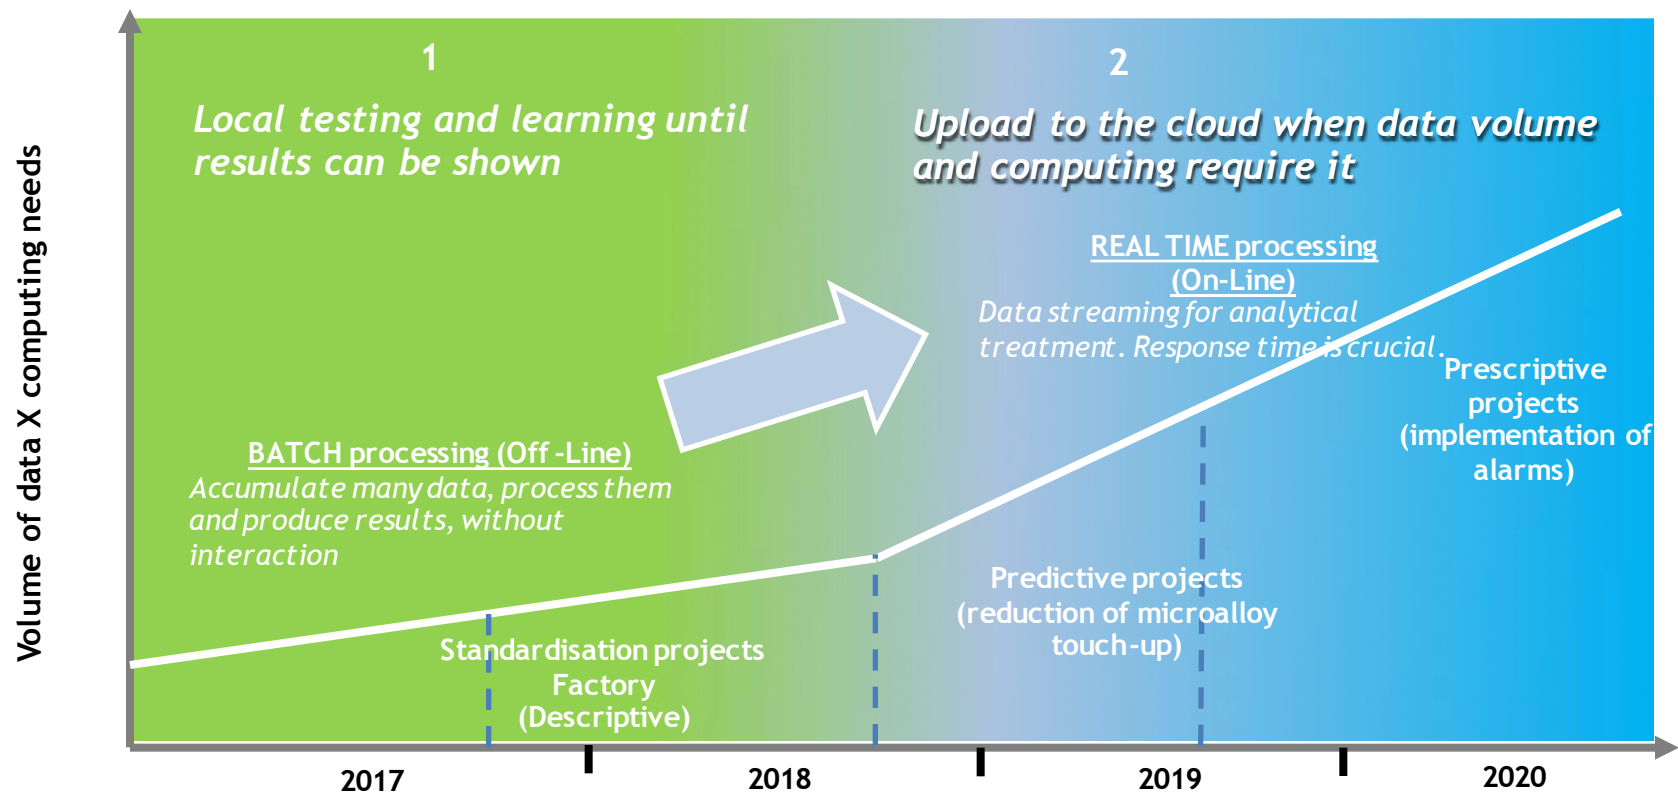 Volume of data X computing needs
1
Local testing and learning until
results can be shown
2
Upload to the cloud when data volume
and computing require it
REAL TIME processing
(On-Line)
Data streaming for analytical
treatment. Response time is crucial.
Prescriptive
projects
(implementation of
alarms)
BATCH processing (Off -Line)
Accumulate many data, process them
and produce results, without
interaction
Predictive projects
(reduction of microalloy
touch-up)
Standardisation projects
Factory
(Descriptive)
2017
2018
2019
2020